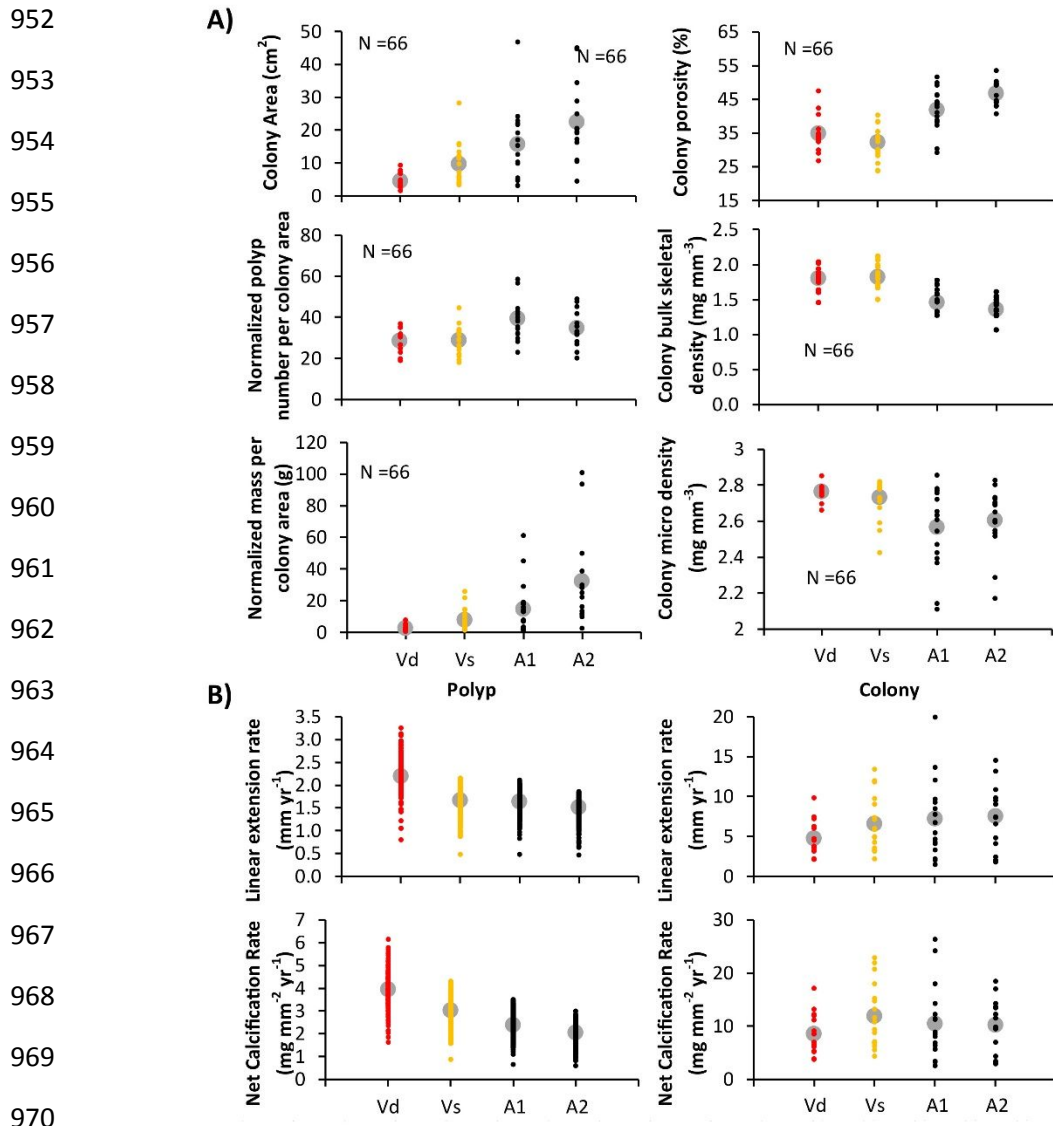 952
953
954
955
956
957
958
959
960
961
962
963
964
965
966
967
968
969
970
A)
Colony Area (cm²)
50
40
30
20
10
0
N =66
N =66
Colony porosity (%)
65
55
45
35
25
15
N =66
Normalized polyp
number per colony area
80
60
40
20
0
N =66
Colony bulk skeletal
density (mg mm⁻³)
2.5
2.0
1.5
1.0
0.5
0.0
N =66
Normalized mass per
colony area (g)
120
100
80
60
40
20
0
N =66
Vd Vs A1 A2
Colony micro density
(mg mm⁻³)
3
2.8
2.6
2.4
2.2
2
N =66
Vd Vs A1 A2
B)
Polyp
Linear extension rate
(mm yr⁻¹)
3.5
3.0
2.5
2.0
1.5
1.0
0.5
0.0
Colony
Linear extension rate
(mm yr⁻¹)
20
15
10
5
0
Net Calcification Rate
(mg mm⁻² yr⁻¹)
7
6
5
4
3
2
1
0
Vd Vs A1 A2
Net Calcification Rate
(mg mm⁻² yr⁻¹)
30
20
10
0
Vd Vs A1 A2